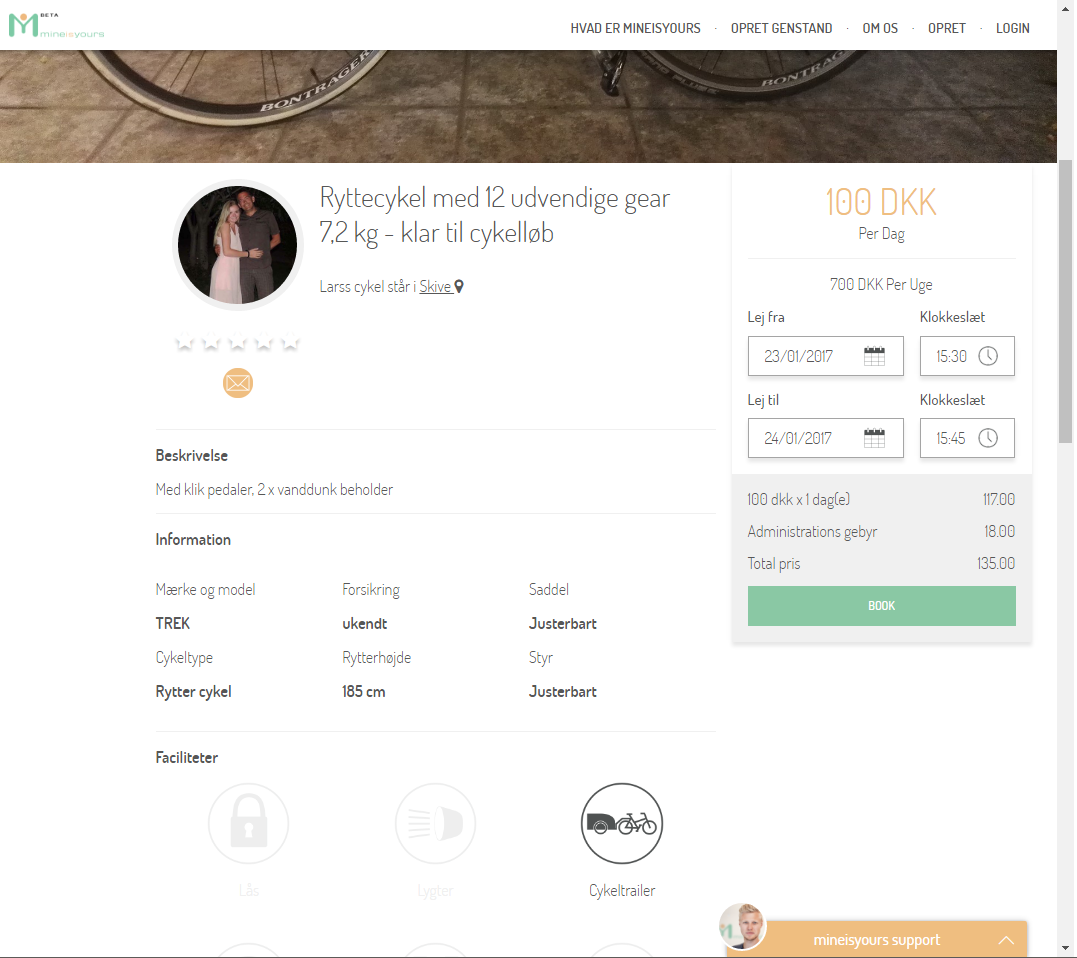 BETA
mineisyours
HVAD ER MINEISYOURS · OPRET GENSTAND · OM OS · OPRET · LOGIN
BONTRAGER
BONTRAGER
Ryttecykel med 12 udvendige gear
7,2 kg - klar til cykelløb
Larss cykel står i Skive
100 DKK
Per Dag
700 DKK Per Uge
Lej fra Klokkeslæt
23/01/2017 15:30
Lej til Klokkeslæt
24/01/2017 15:45
100 dkk x 1 dag(e) 117.00
Administrations gebyr 18.00
Total pris 135.00
BOOK
Beskrivelse
Med klik pedaler, 2 x vanddunk beholder
Information
Mærke og model Forsikring Saddel
TREK ukendt Justerbart
Cykeltype Rytterhøjde Styr
Rytter cykel 185 cm Justerbart
Faciliteter
Lås Lygter Cykeltrailer
mineisyours support